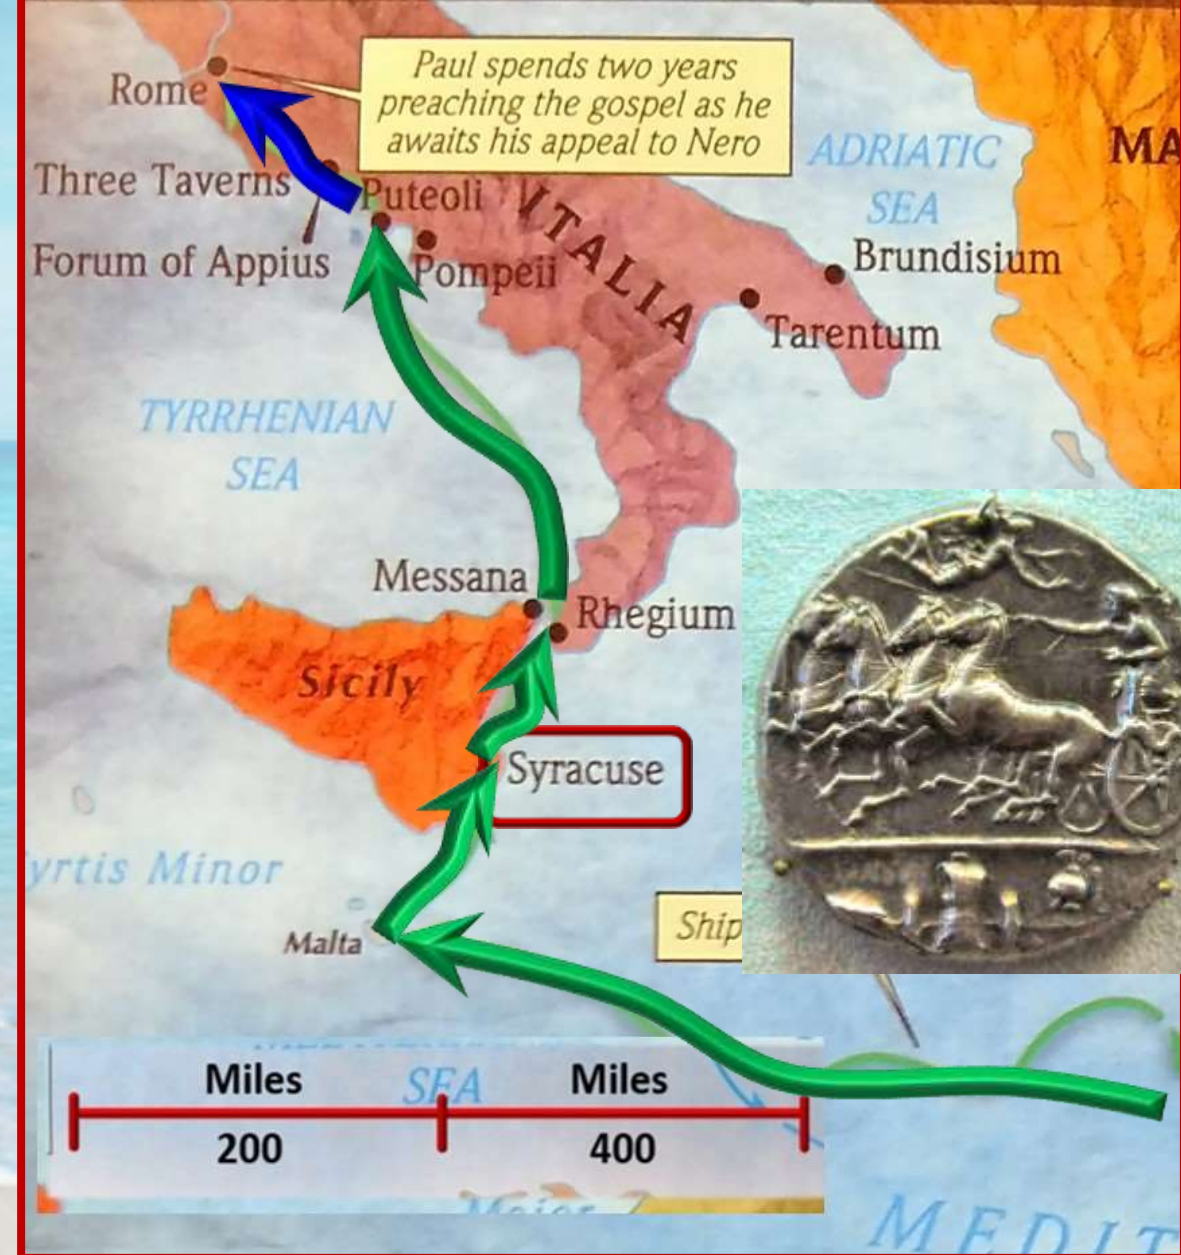 Paul spends two years
preaching the gospel as he
awaits his appeal to Nero
Rome
ADRIATIC
SEA
MA
Three Taverns
Puteoli
Forum of Appius
Pompeii
ITALIA
Brundisium
Tarentum
TYRRHENIAN
SEA
Messana
Rhegium
Sicily
Syracuse
yrtis Minor
Ship
Malta
Miles
SEA
Miles
200
400
Major
MEDIT